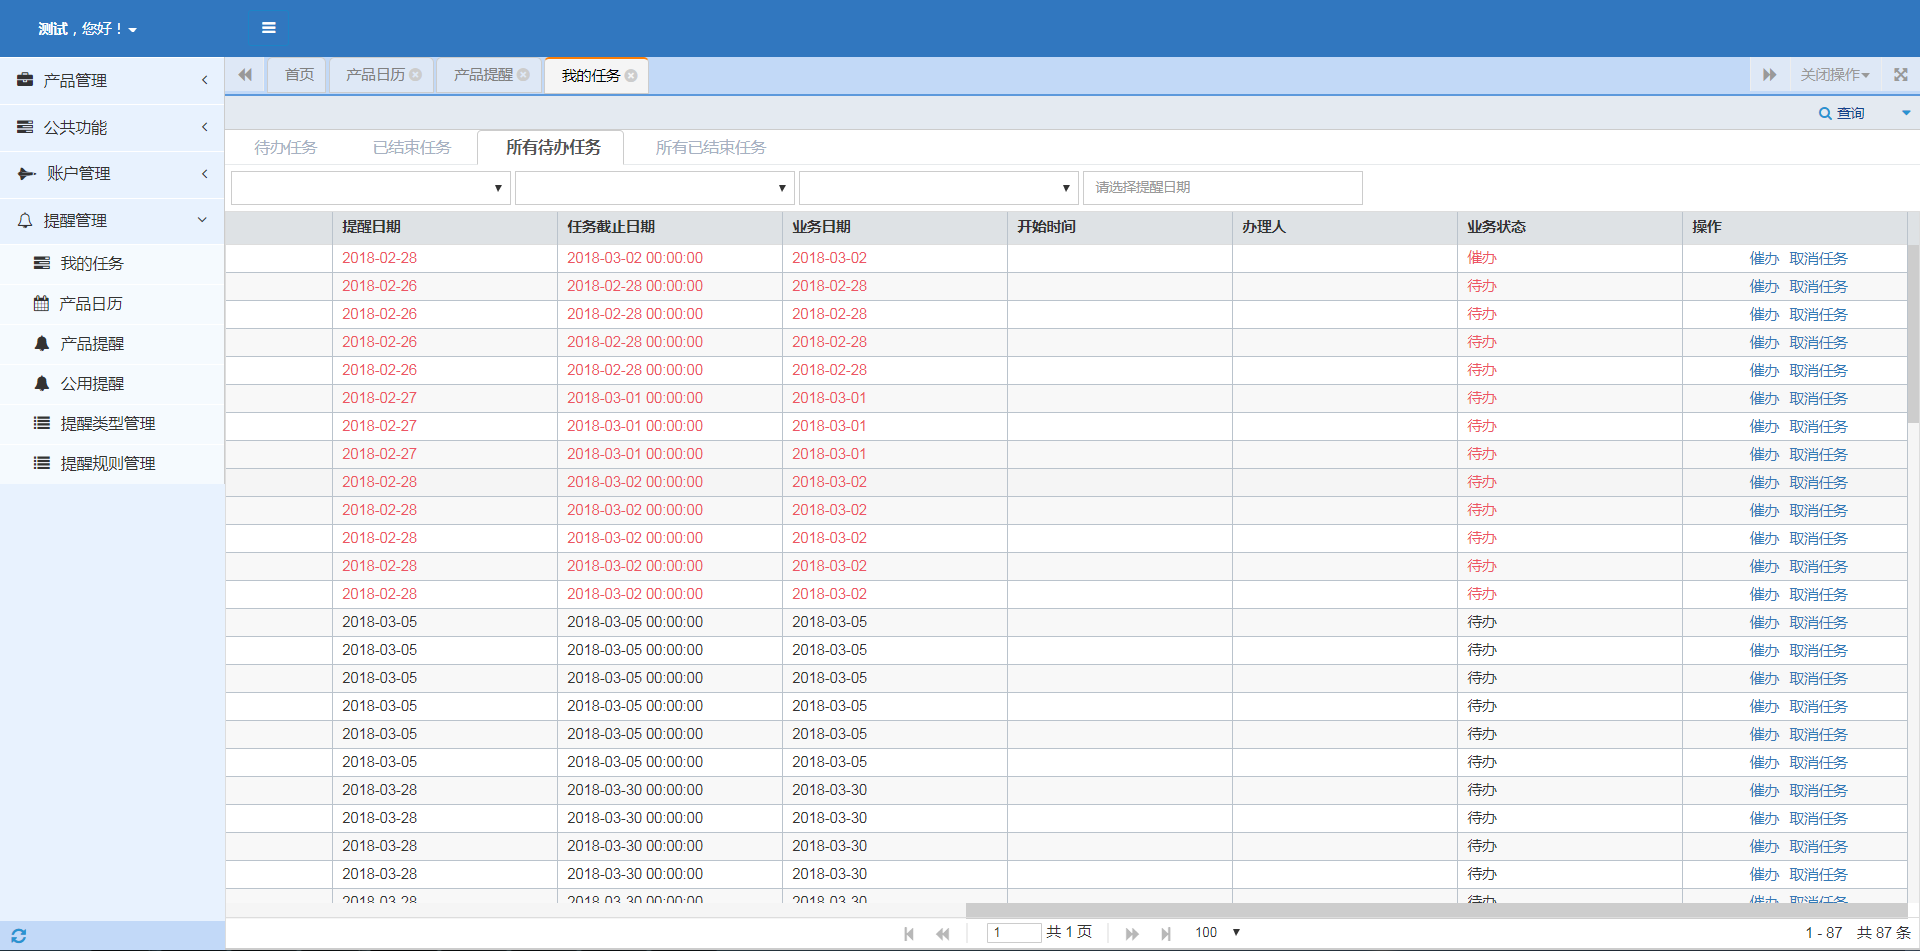 测试，您好！
产品管理
公共功能
账户管理
提醒管理
我的任务
产品日历
产品提醒
公用提醒
提醒类型管理
提醒规则管理
首页 产品日历 产品提醒 我的任务 关闭操作
查询
待办任务 已结束任务 所有待办任务 所有已结束任务
请选择提醒日期
提醒日期 任务截止日期 业务日期 开始时间 办理人 业务状态 操作
2018-02-28 2018-03-02 00:00:00 2018-03-02 催办 催办 取消任务
2018-02-26 2018-02-28 00:00:00 2018-02-28 待办 催办 取消任务
2018-02-26 2018-02-28 00:00:00 2018-02-28 待办 催办 取消任务
2018-02-26 2018-02-28 00:00:00 2018-02-28 待办 催办 取消任务
2018-02-26 2018-02-28 00:00:00 2018-02-28 待办 催办 取消任务
2018-02-27 2018-03-01 00:00:00 2018-03-01 待办 催办 取消任务
2018-02-27 2018-03-01 00:00:00 2018-03-01 待办 催办 取消任务
2018-02-27 2018-03-01 00:00:00 2018-03-01 待办 催办 取消任务
2018-02-28 2018-03-02 00:00:00 2018-03-02 待办 催办 取消任务
2018-02-28 2018-03-02 00:00:00 2018-03-02 待办 催办 取消任务
2018-02-28 2018-03-02 00:00:00 2018-03-02 待办 催办 取消任务
2018-02-28 2018-03-02 00:00:00 2018-03-02 待办 催办 取消任务
2018-02-28 2018-03-02 00:00:00 2018-03-02 待办 催办 取消任务
2018-03-05 2018-03-05 00:00:00 2018-03-05 待办 催办 取消任务
2018-03-05 2018-03-05 00:00:00 2018-03-05 待办 催办 取消任务
2018-03-05 2018-03-05 00:00:00 2018-03-05 待办 催办 取消任务
2018-03-05 2018-03-05 00:00:00 2018-03-05 待办 催办 取消任务
2018-03-05 2018-03-05 00:00:00 2018-03-05 待办 催办 取消任务
2018-03-05 2018-03-05 00:00:00 2018-03-05 待办 催办 取消任务
2018-03-28 2018-03-30 00:00:00 2018-03-30 待办 催办 取消任务
2018-03-28 2018-03-30 00:00:00 2018-03-30 待办 催办 取消任务
2018-03-28 2018-03-30 00:00:00 2018-03-30 待办 催办 取消任务
2018-03-28 2018-03-30 00:00:00 2018-03-30 待办 催办 取消任务
2018-03-28 2018-03-30 00:00:00 2018-03-30 待办 催办 取消任务
1 共 1 页 100 1 - 87 共 87 条